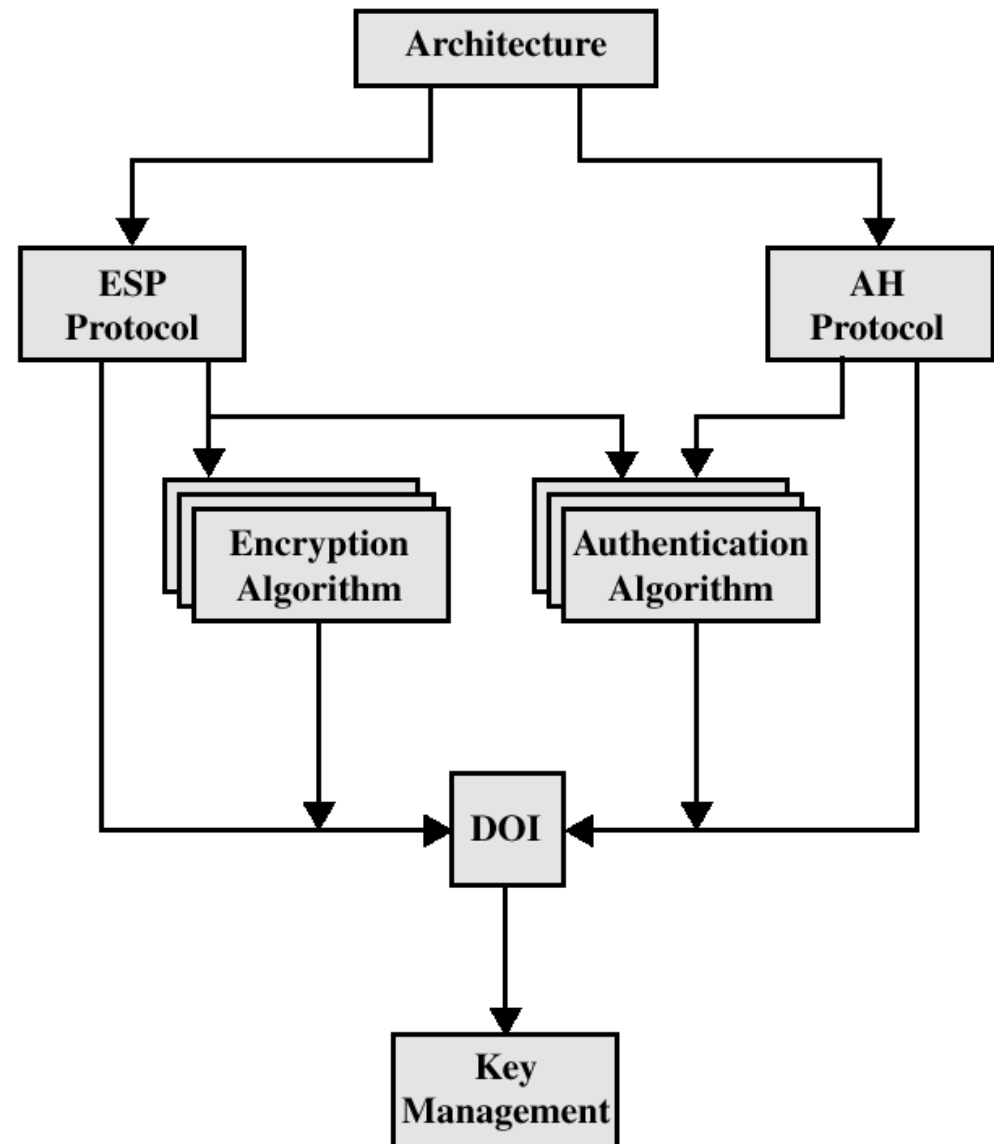 Architecture
ESP
Protocol
AH
Protocol
Encryption
Algorithm
Authentication
Algorithm
DOI
Key
Management